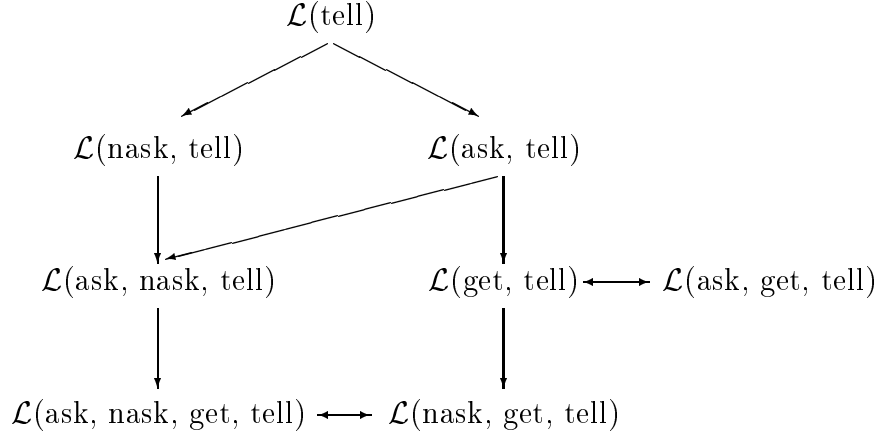 ℒ(tell)
ℒ(nask, tell) ℒ(ask, tell)
ℒ(ask, nask, tell) ℒ(get, tell) ℒ(ask, get, tell)
ℒ(ask, nask, get, tell) ℒ(nask, get, tell)